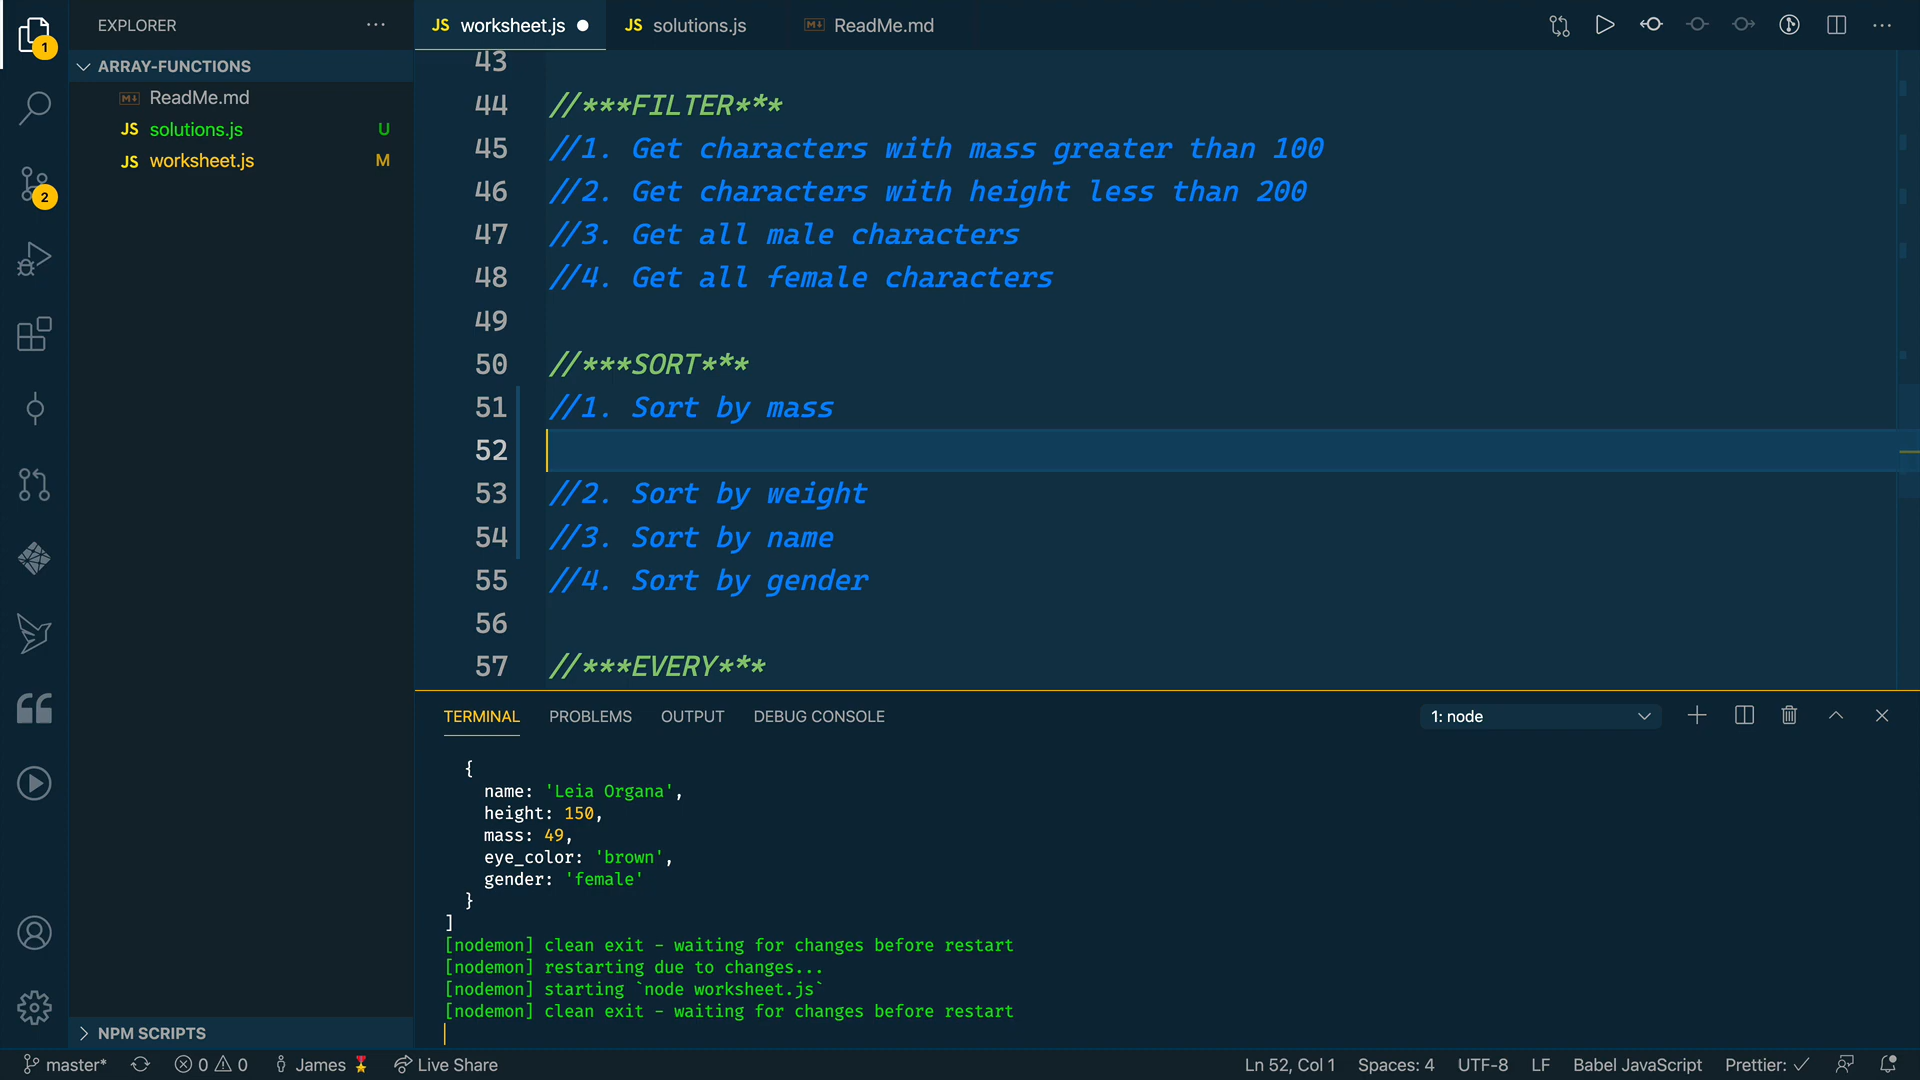 EXPLORER ···
JS worksheet.js ●
JS solutions.js
M↓ ReadMe.md
1
2
ARRAY-FUNCTIONS
M↓ ReadMe.md
JS solutions.js U
JS worksheet.js M
NPM SCRIPTS
43
44 //***FILTER***
45 //1. Get characters with mass greater than 100
46 //2. Get characters with height less than 200
47 //3. Get all male characters
48 //4. Get all female characters
49
50 //***SORT***
51 //1. Sort by mass
52
53 //2. Sort by weight
54 //3. Sort by name
55 //4. Sort by gender
56
57 //***EVERY***
TERMINAL PROBLEMS OUTPUT DEBUG CONSOLE 1: node
{
name: 'Leia Organa',
height: 150,
mass: 49,
eye_color: 'brown',
gender: 'female'
}
]
[nodemon] clean exit - waiting for changes before restart
[nodemon] restarting due to changes...
[nodemon] starting `node worksheet.js`
[nodemon] clean exit - waiting for changes before restart
master* 0 0 James Live Share Ln 52, Col 1 Spaces: 4 UTF-8 LF Babel JavaScript Prettier: ✓